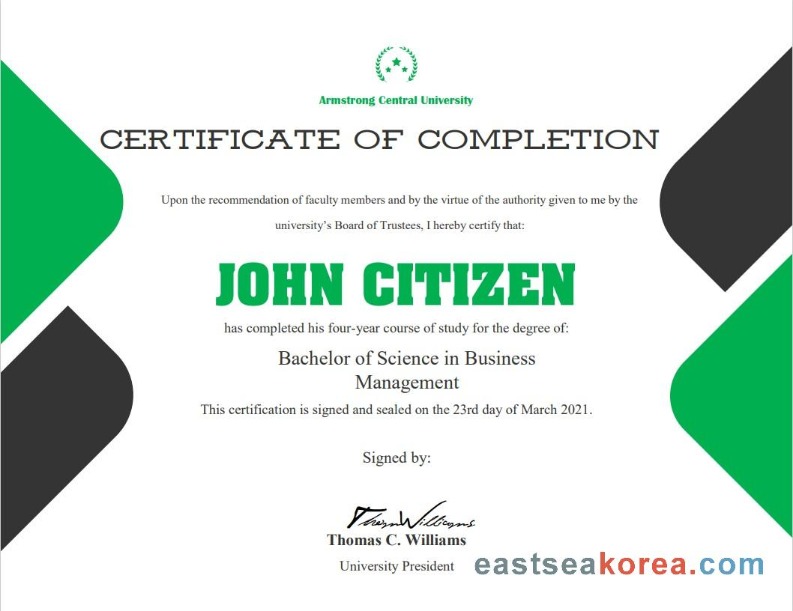 Armstrong Central University
CERTIFICATE OF COMPLETION
Upon the recommendation of faculty members and by the virtue of the authority given to me by the
university’s Board of Trustees, I hereby certify that:
JOHN CITIZEN
has completed his four-year course of study for the degree of:
Bachelor of Science in Business
Management
This certification is signed and sealed on the 23rd day of March 2021.
Signed by:
Thomas C. Williams
University President
eastseakorea.com